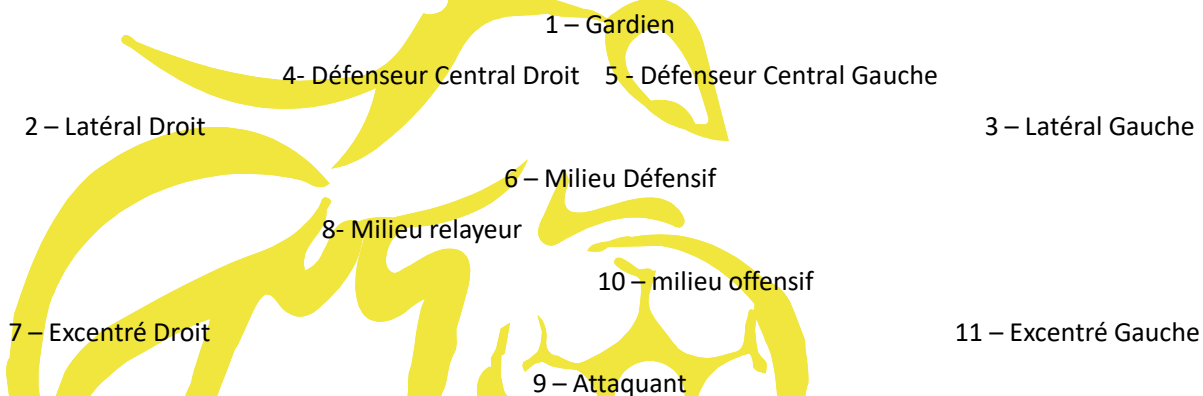 1 – Gardien
4- Défenseur Central Droit 5 - Défenseur Central Gauche
2 – Latéral Droit 3 – Latéral Gauche
6 – Milieu Défensif
8- Milieu relayeur
10 – milieu offensif
7 – Excentré Droit 11 – Excentré Gauche
9 – Attaquant